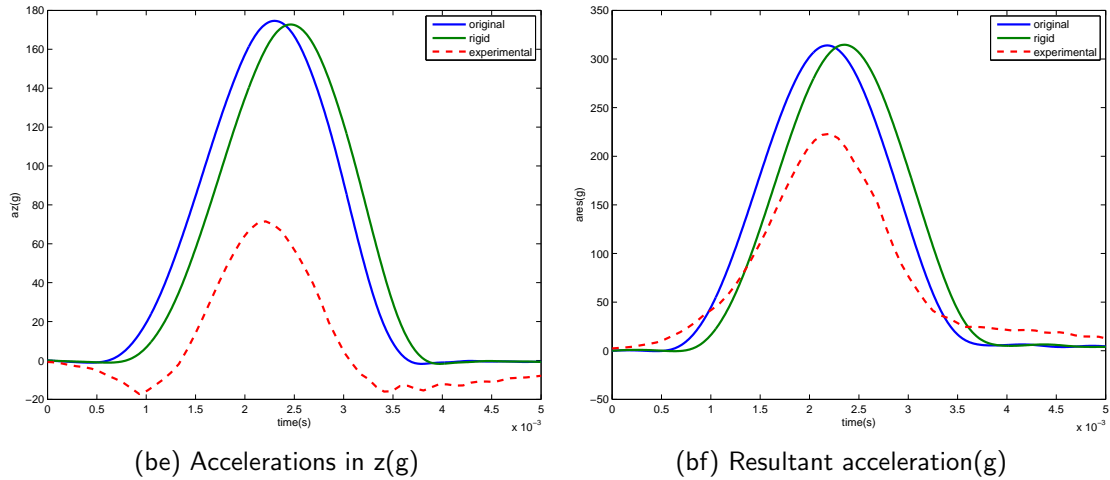 180
160
140
120
100
80
60
40
20
0
−20
az(g)
0 0.5 1 1.5 2 2.5 3 3.5 4 4.5 5
time(s)
x 10⁻³
original
rigid
experimental
(be) Accelerations in z(g)
350
300
250
200
150
100
50
0
−50
ares(g)
0 0.5 1 1.5 2 2.5 3 3.5 4 4.5 5
time(s)
x 10⁻³
original
rigid
experimental
(bf) Resultant acceleration(g)